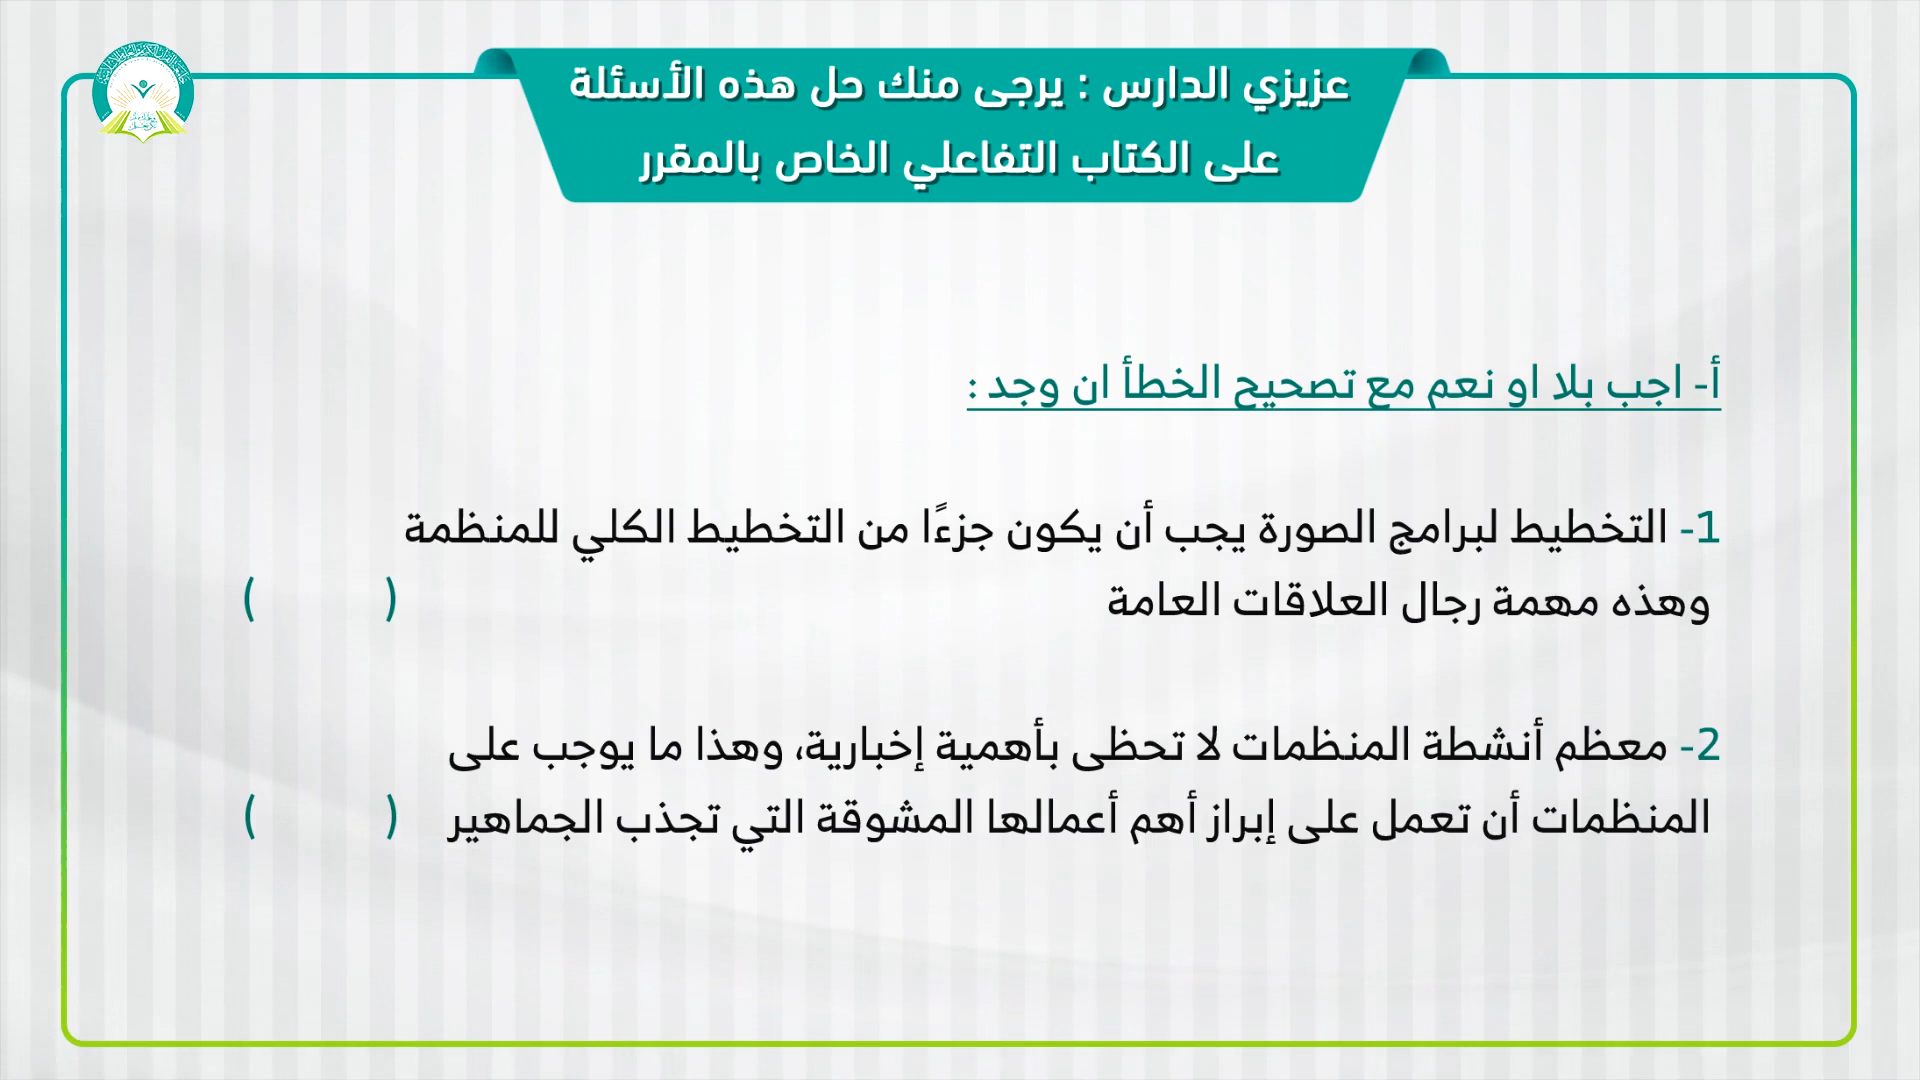 عزيزي الدارس : يرجى منك حل هذه الأسئلة
على الكتاب التفاعلي الخاص بالمقرر
أ- اجب بلا او نعم مع تصحيح الخطأ ان وجد :
1- التخطيط لبرامج الصورة يجب أن يكون جزءًا من التخطيط الكلي للمنظمة
وهذه مهمة رجال العلاقات العامة ( )
2- معظم أنشطة المنظمات لا تحظى بأهمية إخبارية، وهذا ما يوجب على
المنظمات أن تعمل على إبراز أهم أعمالها المشوقة التي تجذب الجماهير ( )